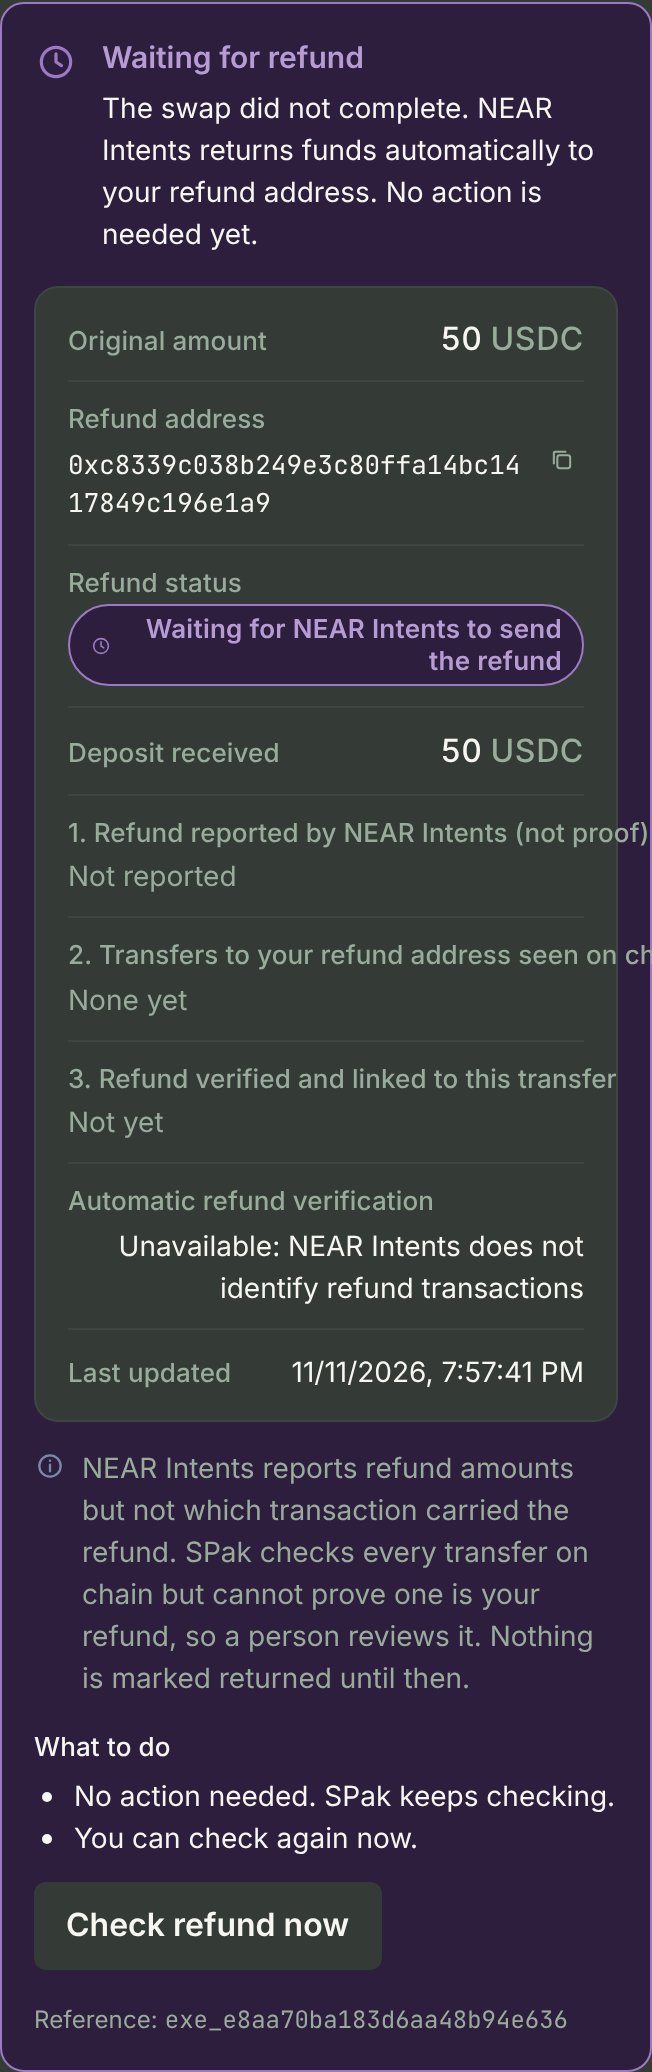 Waiting for refund
The swap did not complete. NEAR
Intents returns funds automatically to
your refund address. No action is
needed yet.
Original amount 50 USDC
Refund address
0xc8339c038b249e3c80ffa14bc14
17849c196e1a9
Refund status
Waiting for NEAR Intents to send
the refund
Deposit received 50 USDC
1. Refund reported by NEAR Intents (not proof)
Not reported
2. Transfers to your refund address seen on ch
None yet
3. Refund verified and linked to this transfer
Not yet
Automatic refund verification
Unavailable: NEAR Intents does not
identify refund transactions
Last updated 11/11/2026, 7:57:41 PM
NEAR Intents reports refund amounts
but not which transaction carried the
refund. SPak checks every transfer on
chain but cannot prove one is your
refund, so a person reviews it. Nothing
is marked returned until then.
What to do
• No action needed. SPak keeps checking.
• You can check again now.
Check refund now
Reference: exe_e8aa70ba183d6aa48b94e636